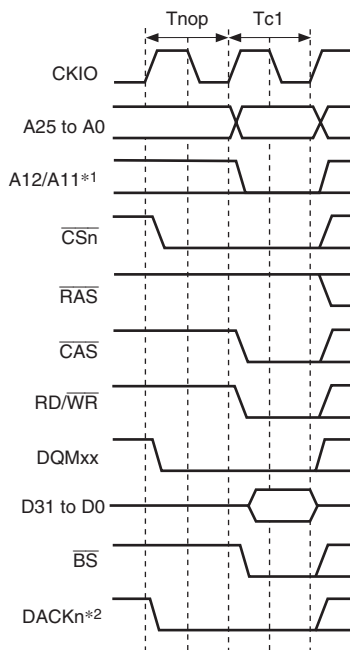 Tnop Tc1
CKIO
A25 to A0
A12/A11*1
CSn
RAS
CAS
RD/WR
DQMxx
D31 to D0
BS
DACKn*2